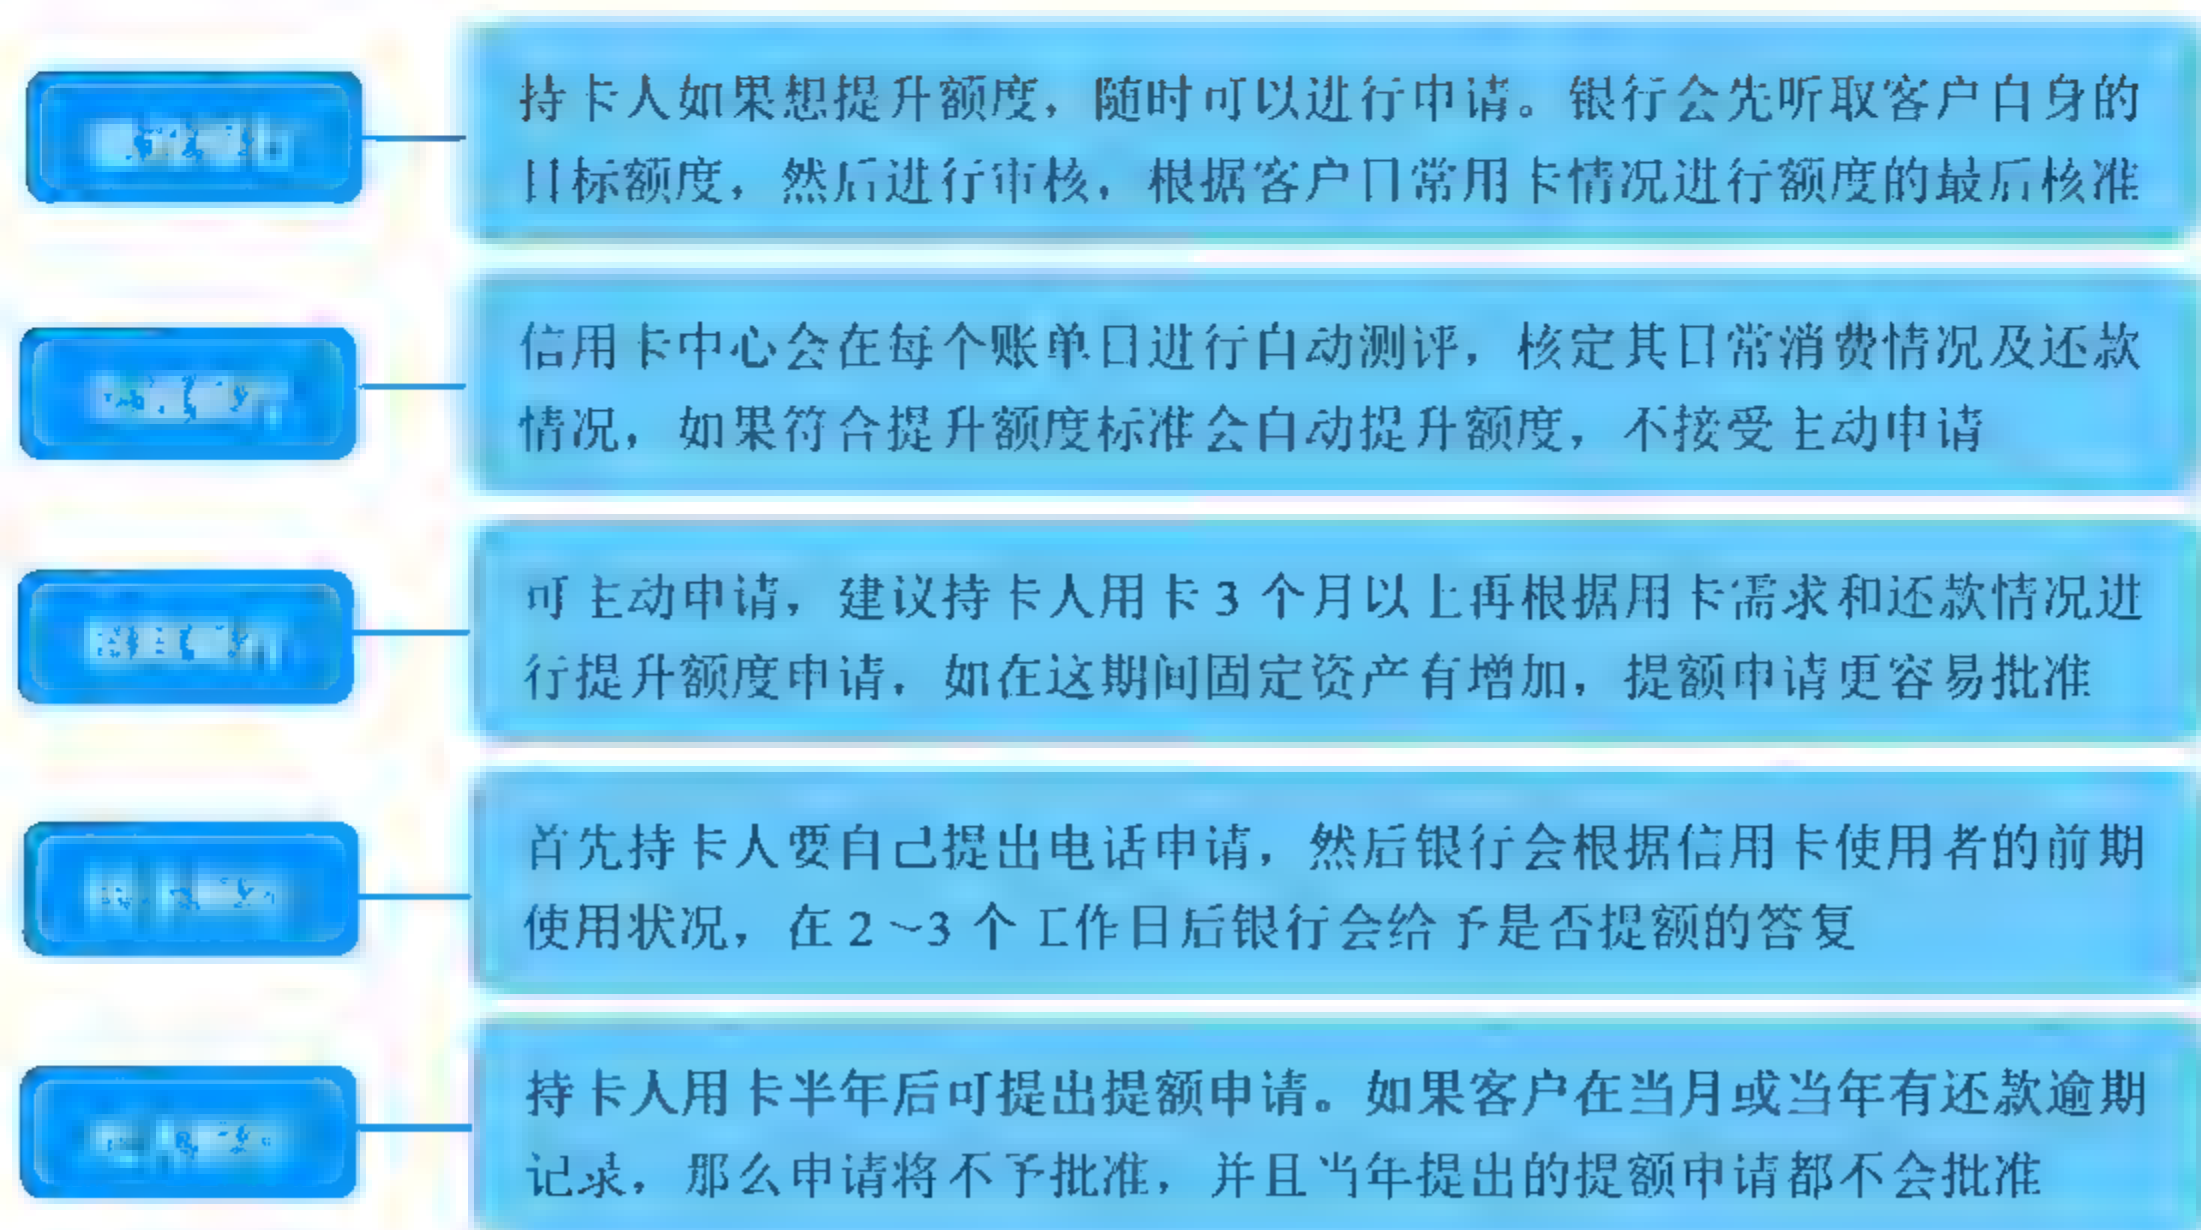 持卡人如果想提升额度，随时可以进行申请。银行会先听取客户自身的
目标额度，然后进行审核，根据客户日常用卡情况进行额度的最后核准
信用卡中心会在每个账单日进行自动测评，核定其日常消费情况及还款
情况，如果符合提升额度标准会自动提升额度，不接受主动申请
可主动申请，建议持卡人用卡3个月以上再根据用卡需求和还款情况进
行提升额度申请，如在这期间固定资产有增加，提额申请更容易批准
首先持卡人要自己提出电话申请，然后银行会根据信用卡使用者的前期
使用状况，在2~3个工作日后银行会给予是否提额的答复
持卡人用卡半年后可提出提额申请。如果客户在当月或当年有还款逾期
记录，那么申请将不予批准，并且当年提出的提额申请都不会批准